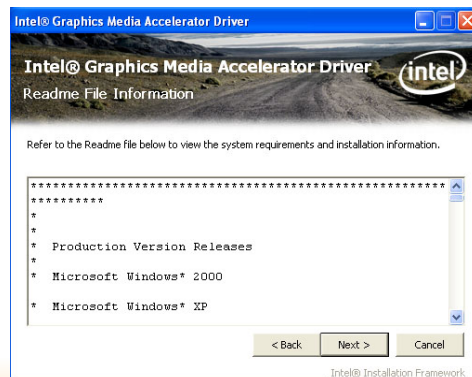 Intel® Graphics Media Accelerator Driver
Intel® Graphics Media Accelerator Driver
intel
Readme File Information
Refer to the Readme file below to view the system requirements and installation information.
*******************************************************
**********
*
*
* Production Version Releases
*
* Microsoft Windows* 2000
* Microsoft Windows* XP
< Back Next > Cancel
Intel® Installation Framework